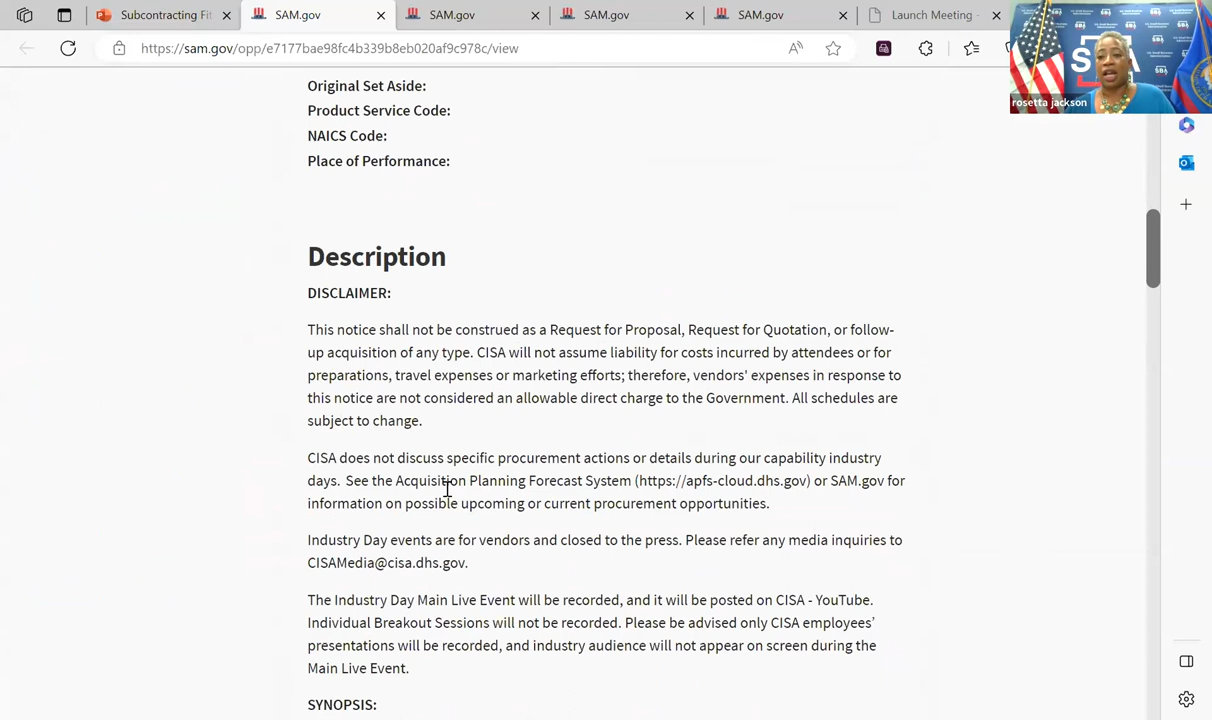 Subcontracting Fi
SAM.gov
SAM.gov
SAM.gov
SAM.gov
Launch Meeting -
https://sam.gov/opp/e7177bae98fc4b339b8eb020af9c978c/view
SBA
rosetta jackson
Original Set Aside:
Product Service Code:
NAICS Code:
Place of Performance:
Description
DISCLAIMER:
This notice shall not be construed as a Request for Proposal, Request for Quotation, or follow-
up acquisition of any type. CISA will not assume liability for costs incurred by attendees or for
preparations, travel expenses or marketing efforts; therefore, vendors' expenses in response to
this notice are not considered an allowable direct charge to the Government. All schedules are
subject to change.
CISA does not discuss specific procurement actions or details during our capability industry
days.  See the Acquisition Planning Forecast System (https://apfs-cloud.dhs.gov) or SAM.gov for
information on possible upcoming or current procurement opportunities.
Industry Day events are for vendors and closed to the press. Please refer any media inquiries to
CISAMedia@cisa.dhs.gov.
The Industry Day Main Live Event will be recorded, and it will be posted on CISA - YouTube.
Individual Breakout Sessions will not be recorded. Please be advised only CISA employees’
presentations will be recorded, and industry audience will not appear on screen during the
Main Live Event.
SYNOPSIS: